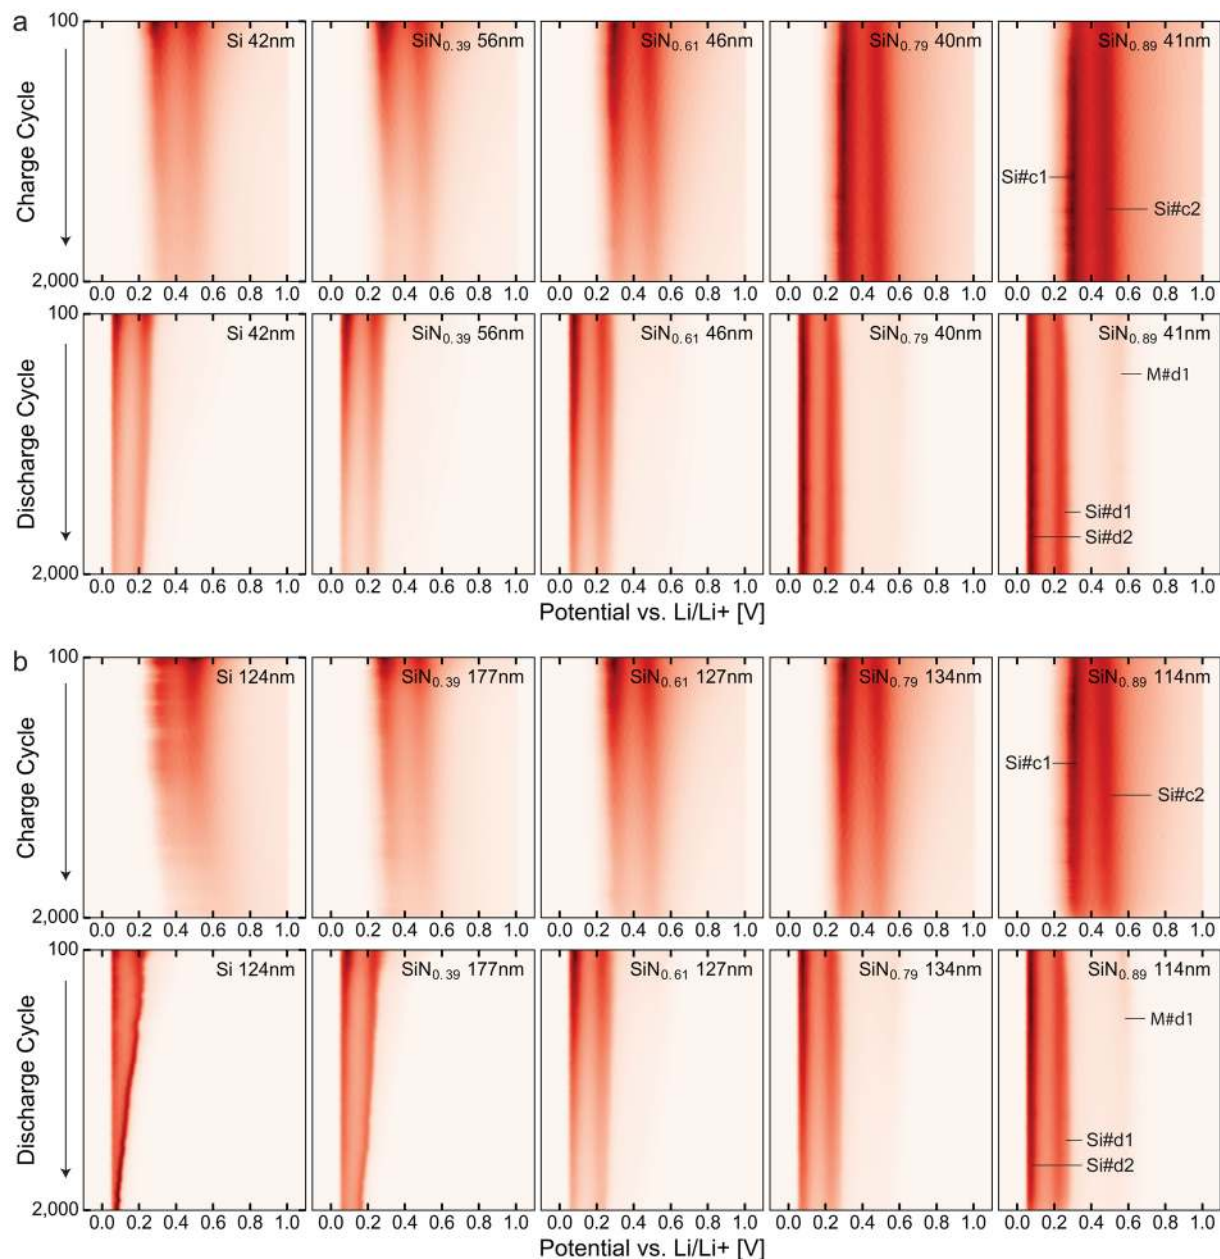 a
100
Si 42nm
SiN0.39 56nm
SiN0.61 46nm
SiN0.79 40nm
SiN0.89 41nm
Charge Cycle
Si#c1
Si#c2
2,000
0.0 0.2 0.4 0.6 0.8 1.0
0.0 0.2 0.4 0.6 0.8 1.0
0.0 0.2 0.4 0.6 0.8 1.0
0.0 0.2 0.4 0.6 0.8 1.0
0.0 0.2 0.4 0.6 0.8 1.0
100
Si 42nm
SiN0.39 56nm
SiN0.61 46nm
SiN0.79 40nm
SiN0.89 41nm
Discharge Cycle
M#d1
Si#d1
Si#d2
2,000
0.0 0.2 0.4 0.6 0.8 1.0
0.0 0.2 0.4 0.6 0.8 1.0
0.0 0.2 0.4 0.6 0.8 1.0
0.0 0.2 0.4 0.6 0.8 1.0
0.0 0.2 0.4 0.6 0.8 1.0
Potential vs. Li/Li+ [V]
b
100
Si 124nm
SiN0.39 177nm
SiN0.61 127nm
SiN0.79 134nm
SiN0.89 114nm
Charge Cycle
Si#c1
Si#c2
2,000
0.0 0.2 0.4 0.6 0.8 1.0
0.0 0.2 0.4 0.6 0.8 1.0
0.0 0.2 0.4 0.6 0.8 1.0
0.0 0.2 0.4 0.6 0.8 1.0
0.0 0.2 0.4 0.6 0.8 1.0
100
Si 124nm
SiN0.39 177nm
SiN0.61 127nm
SiN0.79 134nm
SiN0.89 114nm
Discharge Cycle
M#d1
Si#d1
Si#d2
2,000
0.0 0.2 0.4 0.6 0.8 1.0
0.0 0.2 0.4 0.6 0.8 1.0
0.0 0.2 0.4 0.6 0.8 1.0
0.0 0.2 0.4 0.6 0.8 1.0
0.0 0.2 0.4 0.6 0.8 1.0
Potential vs. Li/Li+ [V]